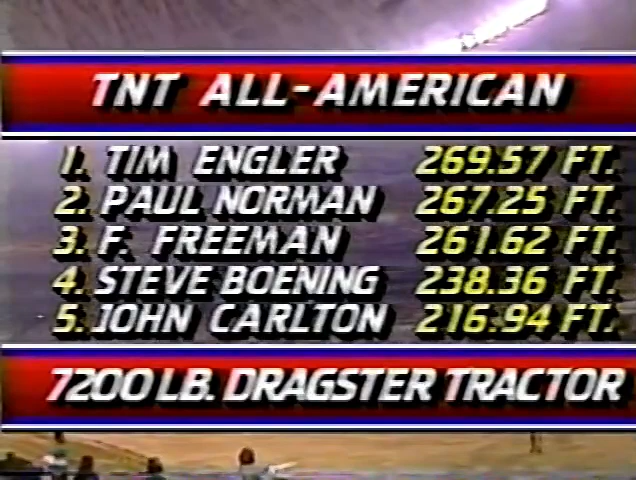 TNT ALL-AMERICAN
1. TIM ENGLER 269.57 FT.
2. PAUL NORMAN 267.25 FT.
3. F. FREEMAN 261.62 FT.
4. STEVE BOENING 238.36 FT.
5. JOHN CARLTON 216.94 FT.
7200 LB. DRAGSTER TRACTOR